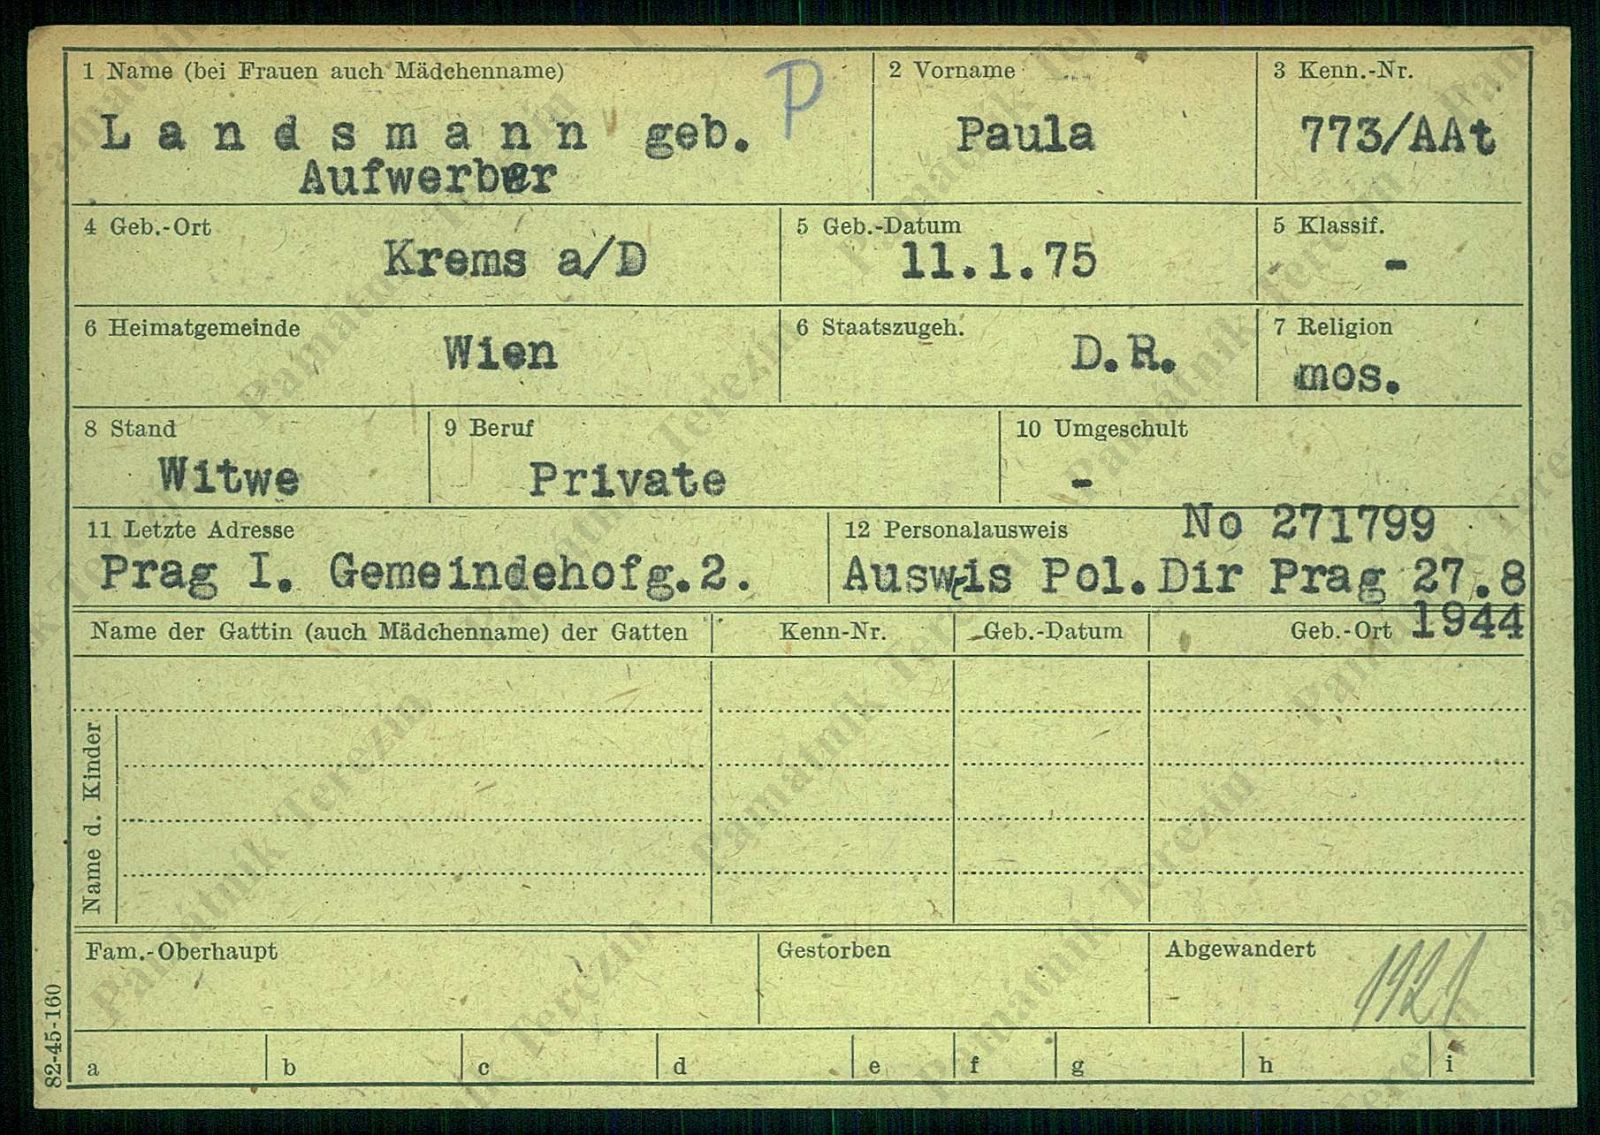 1 Name (bei Frauen auch Mädchenname)
P
2 Vorname
3 Kenn.-Nr.
Landsmann geb.
Aufwerber
Paula
773/AAt
4 Geb.-Ort
Krems a/D
5 Geb.-Datum
11.1.75
5 Klassif.
-
6 Heimatgemeinde
Wien
6 Staatszugeh.
D.R.
7 Religion
mos.
8 Stand
Witwe
9 Beruf
Private
10 Umgeschult
-
11 Letzte Adresse
Prag I. Gemeindehofg.2.
12 Personalausweis No 271799
Ausweis Pol.Dir Prag 27.8
1944
Name der Gattin (auch Mädchenname) der Gatten
Kenn-Nr.
Geb.-Datum
Geb.-Ort
Name d. Kinder
Fam.-Oberhaupt
Gestorben
Abgewandert
82-45-160
a b c d e f g h i
Památník Terezín